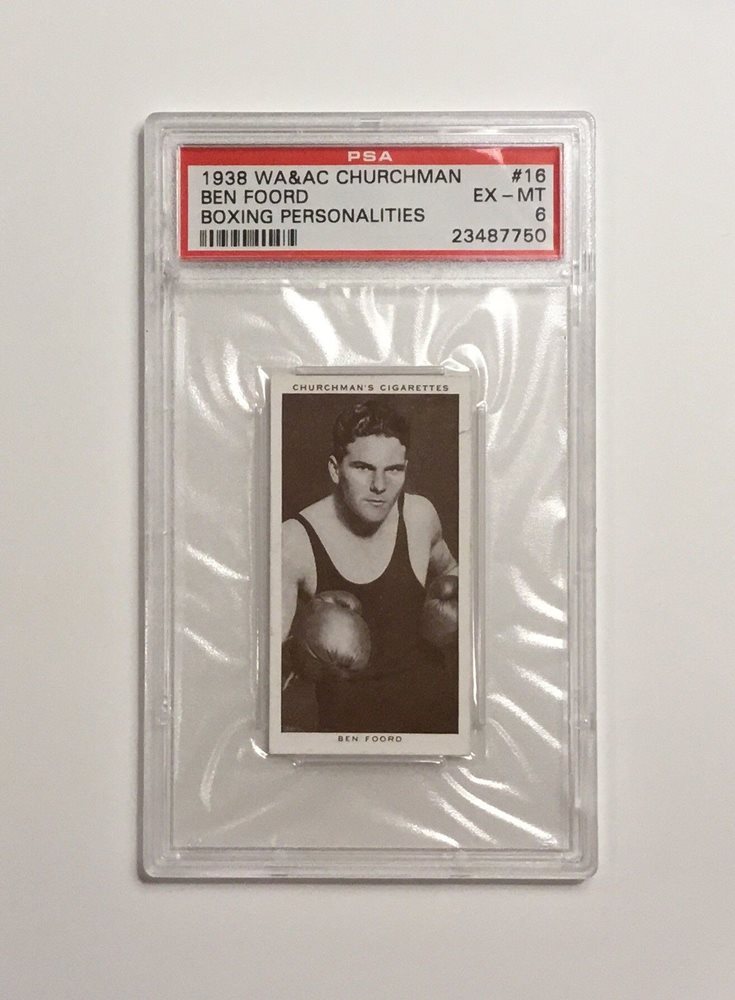 PSA
1938 WA&AC CHURCHMAN #16
BEN FOORD EX - MT
BOXING PERSONALITIES 6
23487750
CHURCHMAN'S CIGARETTES
BEN FOORD